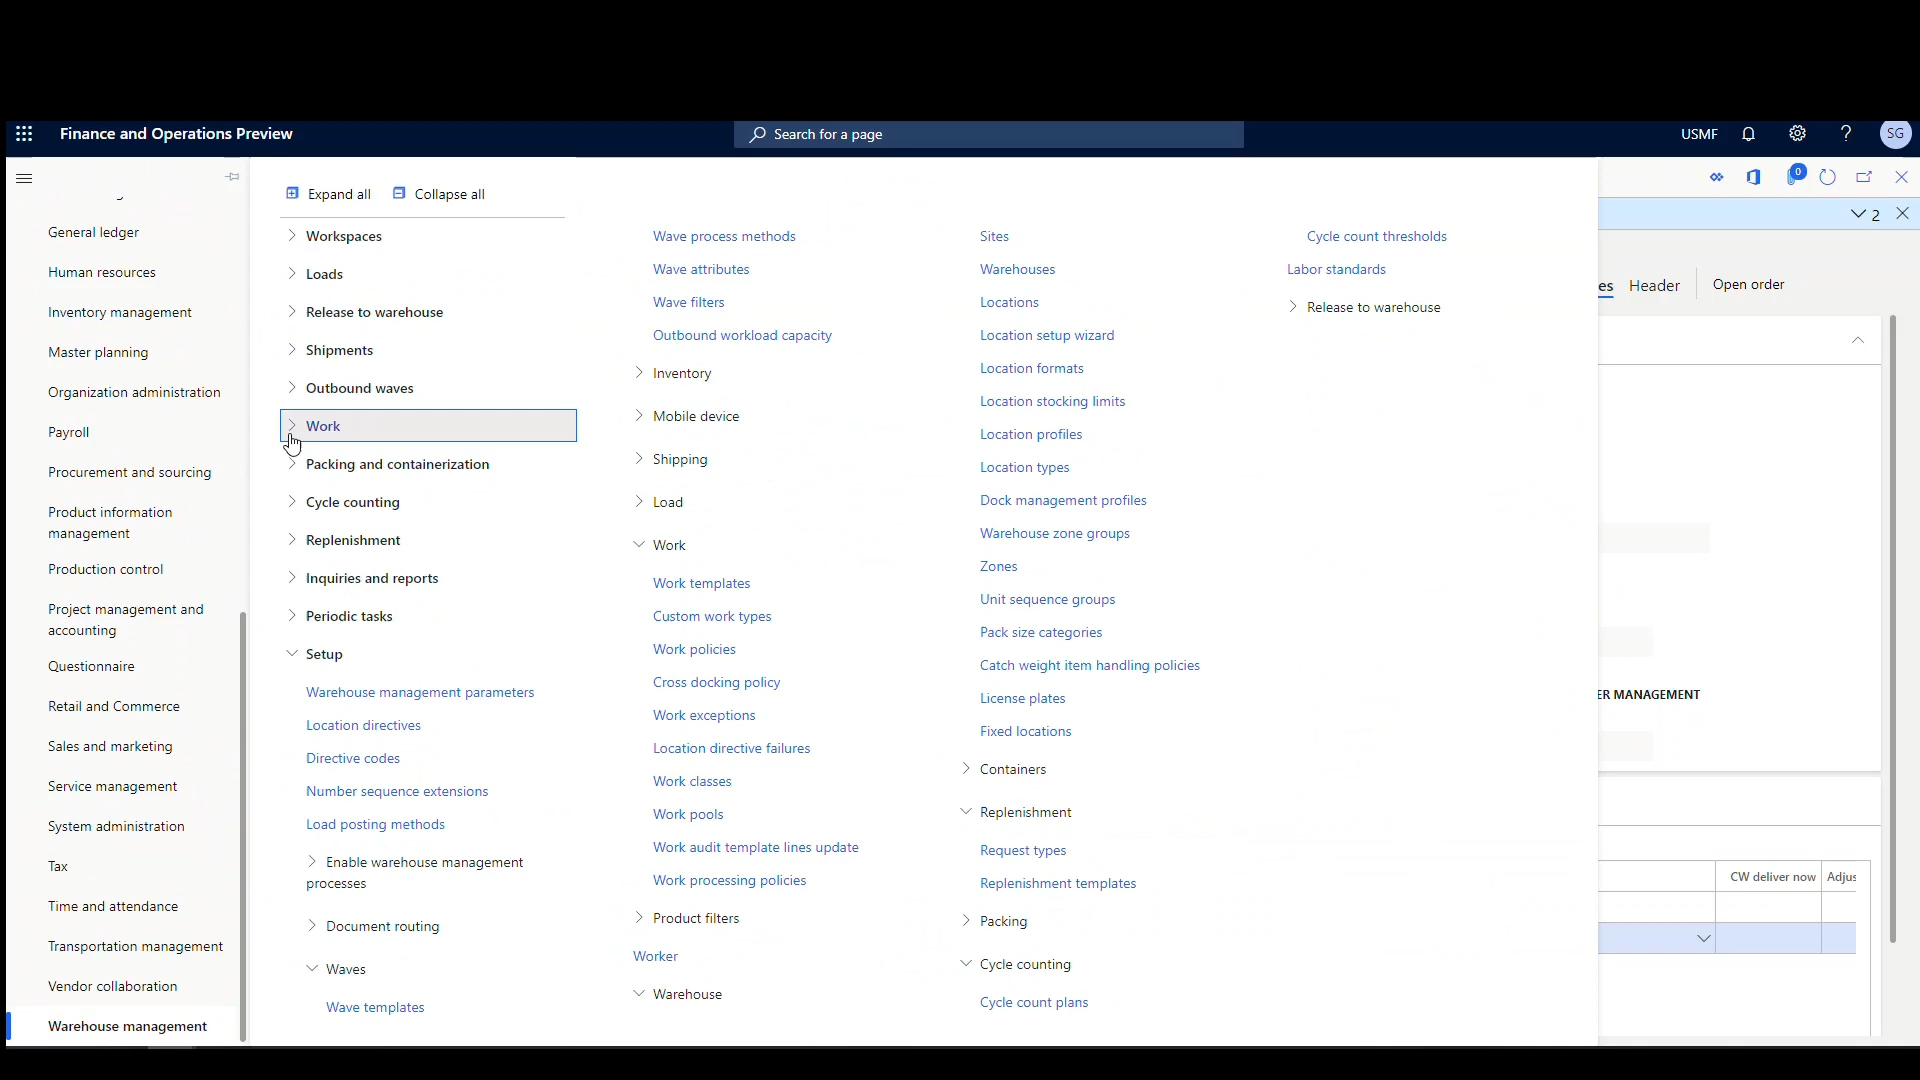 Finance and Operations Preview
Search for a page
USMF
SG
0
2
General ledger
Human resources
Inventory management
Master planning
Organization administration
Payroll
Procurement and sourcing
Product information
management
Production control
Project management and
accounting
Questionnaire
Retail and Commerce
Sales and marketing
Service management
System administration
Tax
Time and attendance
Transportation management
Vendor collaboration
Warehouse management
Expand all
Collapse all
Workspaces
Loads
Release to warehouse
Shipments
Outbound waves
Work
Packing and containerization
Cycle counting
Replenishment
Inquiries and reports
Periodic tasks
Setup
Warehouse management parameters
Location directives
Directive codes
Number sequence extensions
Load posting methods
Enable warehouse management
processes
Document routing
Waves
Wave templates
Wave process methods
Wave attributes
Wave filters
Outbound workload capacity
Inventory
Mobile device
Shipping
Load
Work
Work templates
Custom work types
Work policies
Cross docking policy
Work exceptions
Location directive failures
Work classes
Work pools
Work audit template lines update
Work processing policies
Product filters
Worker
Warehouse
Sites
Warehouses
Locations
Location setup wizard
Location formats
Location stocking limits
Location profiles
Location types
Dock management profiles
Warehouse zone groups
Zones
Unit sequence groups
Pack size categories
Catch weight item handling policies
License plates
Fixed locations
Containers
Replenishment
Request types
Replenishment templates
Packing
Cycle counting
Cycle count plans
Cycle count thresholds
Labor standards
Release to warehouse
es
Header
Open order
ER MANAGEMENT
CW deliver now
Adjus